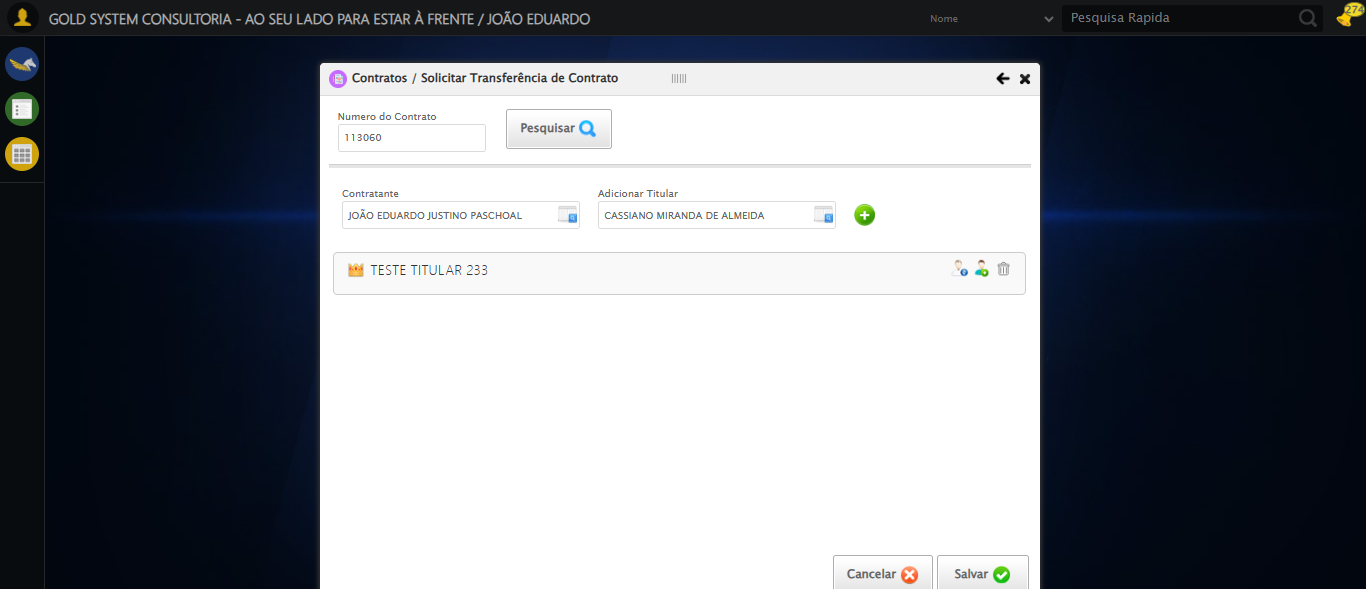 GOLD SYSTEM CONSULTORIA - AO SEU LADO PARA ESTAR À FRENTE / JOÃO EDUARDO
Nome
Pesquisa Rapida
274
Contratos / Solicitar Transferência de Contrato
Numero do Contrato
113060
Pesquisar
Contratante
Adicionar Titular
JOÃO EDUARDO JUSTINO PASCHOAL
CASSIANO MIRANDA DE ALMEIDA
TESTE TITULAR 233
Cancelar
Salvar